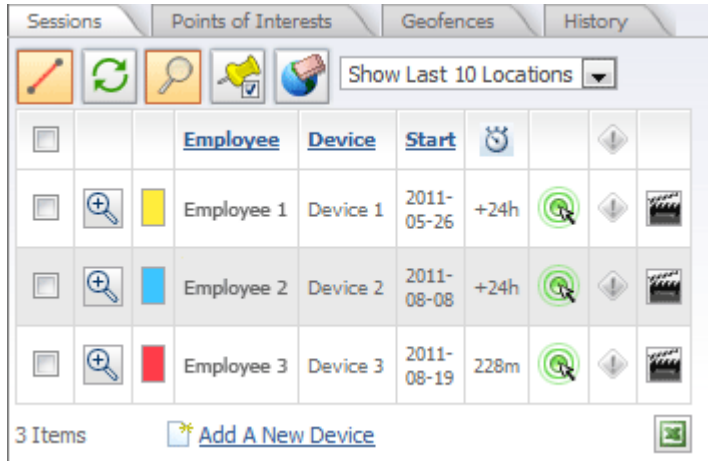 Sessions Points of Interests Geofences History
Show Last 10 Locations
Employee Device Start
Employee 1 Device 1 2011-05-26 +24h
Employee 2 Device 2 2011-08-08 +24h
Employee 3 Device 3 2011-08-19 228m
3 Items Add A New Device